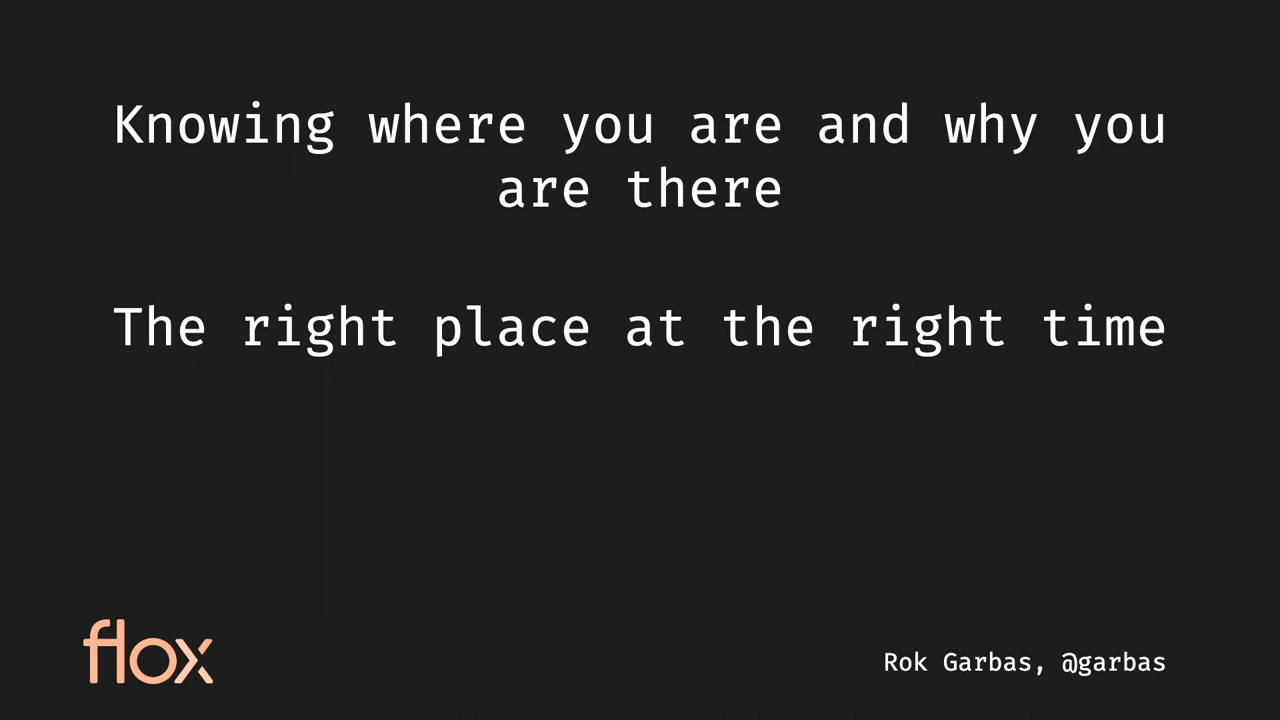 Knowing where you are and why you
are there
The right place at the right time
flox
Rok Garbas, @garbas